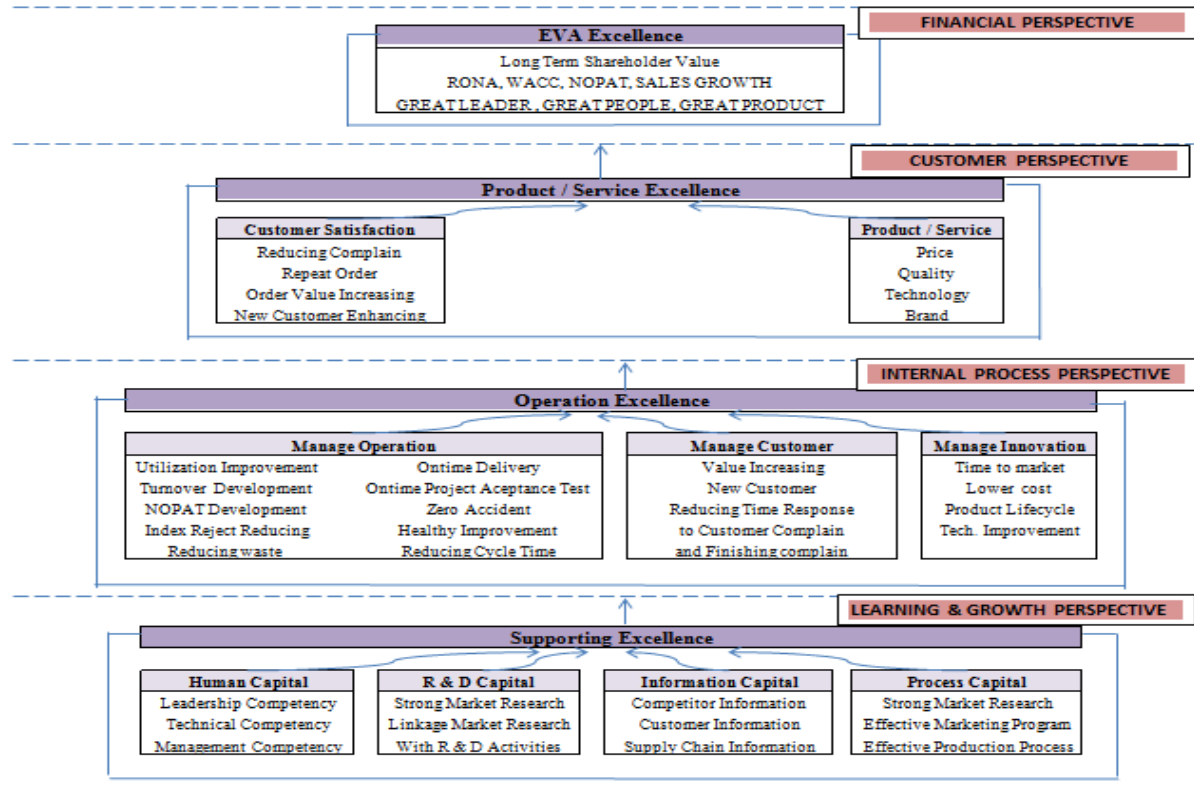 FINANCIAL PERSPECTIVE
EVA Excellence
Long Term Shareholder Value
RONA, WACC, NOPAT, SALES GROWTH
GREAT LEADER , GREAT PEOPLE, GREAT PRODUCT
CUSTOMER PERSPECTIVE
Product / Service Excellence
Customer Satisfaction
Reducing Complain
Repeat Order
Order Value Increasing
New Customer Enhancing
Product / Service
Price
Quality
Technology
Brand
INTERNAL PROCESS PERSPECTIVE
Operation Excellence
Manage Operation
Utilization Improvement
Turnover Development
NOPAT Development
Index Reject Reducing
Reducing waste
Ontime Delivery
Ontime Project Aceptance Test
Zero Accident
Healthy Improvement
Reducing Cycle Time
Manage Customer
Value Increasing
New Customer
Reducing Time Response
to Customer Complain
and Finishing complain
Manage Innovation
Time to market
Lower cost
Product Lifecycle
Tech. Improvement
LEARNING & GROWTH PERSPECTIVE
Supporting Excellence
Human Capital
Leadership Competency
Technical Competency
Management Competency
R & D Capital
Strong Market Research
Linkage Market Research
With R & D Activities
Information Capital
Competitor Information
Customer Information
Supply Chain Information
Process Capital
Strong Market Research
Effective Marketing Program
Effective Production Process